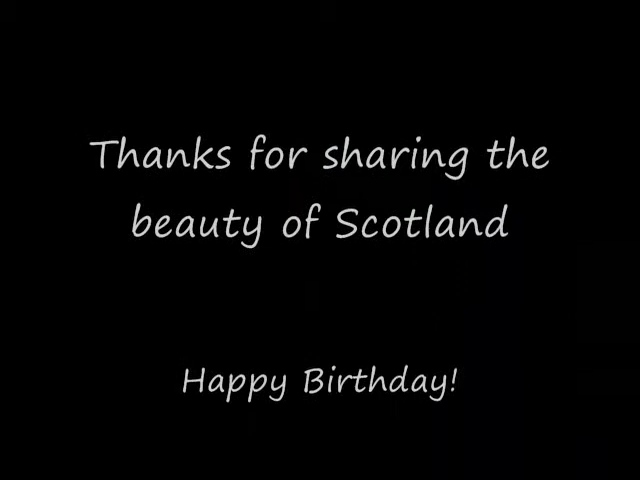 Thanks for sharing the
beauty of Scotland
Happy Birthday!